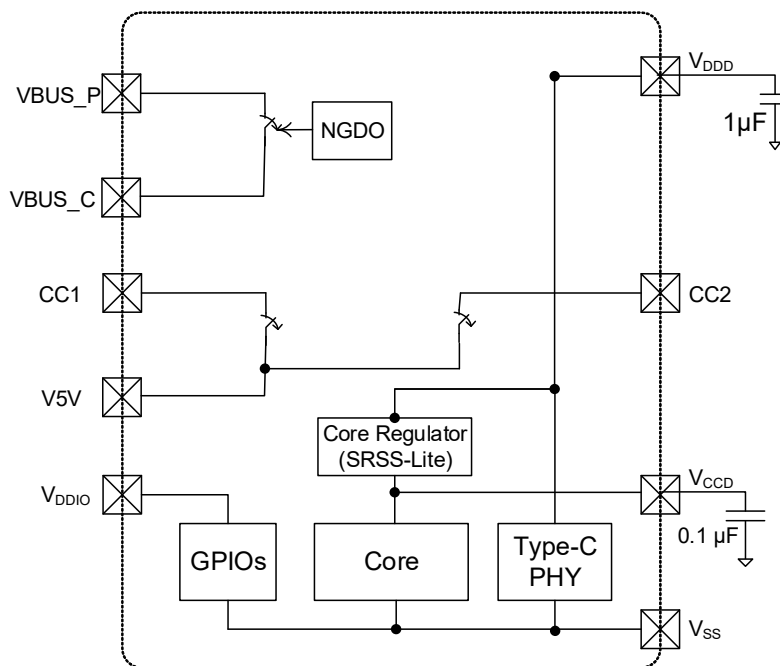 VBUS_P
NGDO
VDDD
1µF
VBUS_C
CC1
CC2
V5V
Core Regulator
(SRSS-Lite)
VDDIO
VCCD
0.1 µF
GPIOs
Core
Type-C
PHY
VSS